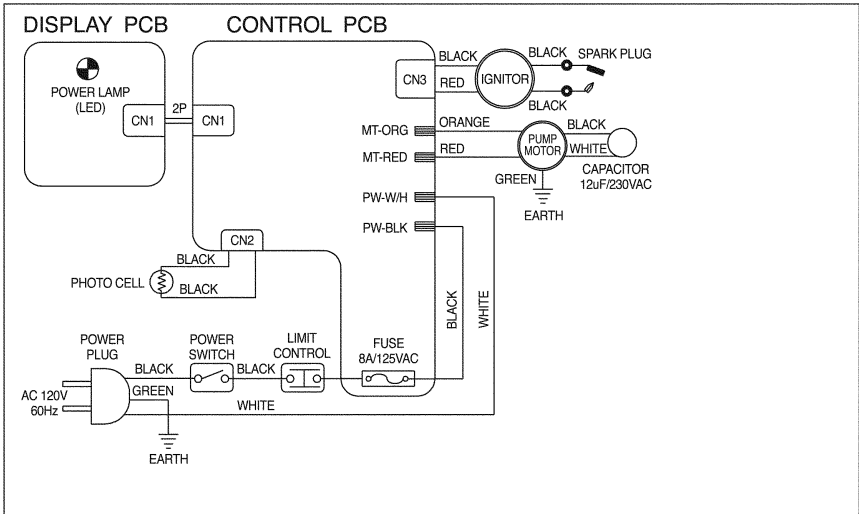 DISPLAY PCB
CONTROL PCB
POWER LAMP
(LED)
CN1
2P
CN1
CN3
BLACK
RED
IGNITOR
BLACK
SPARK PLUG
BLACK
MT-ORG
ORANGE
MT-RED
RED
PUMP
MOTOR
BLACK
WHITE
CAPACITOR
12uF/230VAC
GREEN
EARTH
PW-W/H
PW-BLK
CN2
BLACK
PHOTO CELL
BLACK
BLACK
WHITE
POWER
PLUG
POWER
SWITCH
LIMIT
CONTROL
FUSE
8A/125VAC
BLACK
BLACK
AC 120V
60Hz
GREEN
WHITE
EARTH